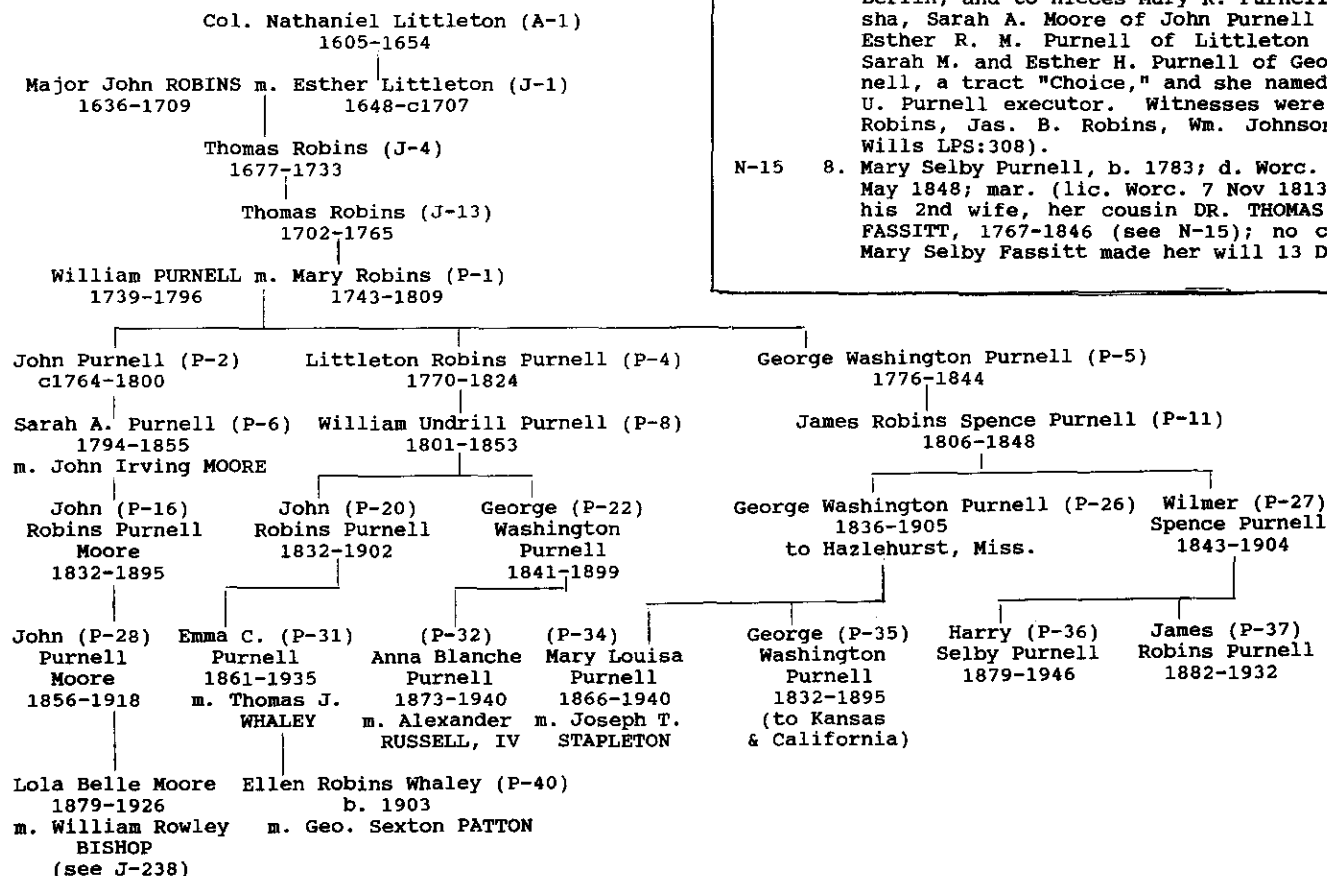 Col. Nathaniel Littleton (A-1)
1605-1654
Major John ROBINS m. Esther Littleton (J-1)
1636-1709 1648-c1707
Thomas Robins (J-4)
1677-1733
Thomas Robins (J-13)
1702-1765
William PURNELL m. Mary Robins (P-1)
1739-1796 1743-1809
sha, Sarah A. Moore of John Purnell
Esther R. M. Purnell of Littleton
Sarah M. and Esther H. Purnell of Geo
nell, a tract "Choice," and she named
U. Purnell executor. Witnesses were
Robins, Jas. B. Robins, Wm. Johnson
Wills LPS:308).
N-15 8. Mary Selby Purnell, b. 1783; d. Worc.
May 1848; mar. (lic. Worc. 7 Nov 1813
his 2nd wife, her cousin DR. THOMAS
FASSITT, 1767-1846 (see N-15); no c
Mary Selby Fassitt made her will 13 D
John Purnell (P-2) Littleton Robins Purnell (P-4) George Washington Purnell (P-5)
c1764-1800 1770-1824 1776-1844
Sarah A. Purnell (P-6) William Undrill Purnell (P-8) James Robins Spence Purnell (P-11)
1794-1855 1801-1853 1806-1848
m. John Irving MOORE
John (P-16) John (P-20) George (P-22) George Washington Purnell (P-26) Wilmer (P-27)
Robins Purnell Robins Purnell Washington 1836-1905 Spence Purnell
Moore 1832-1902 Purnell to Hazlehurst, Miss. 1843-1904
1832-1895 1841-1899
John (P-28) Emma C. (P-31) (P-32) (P-34) George (P-35) Harry (P-36) James (P-37)
Purnell Purnell Anna Blanche Mary Louisa Washington Selby Purnell Robins Purnell
Moore 1861-1935 Purnell Purnell Purnell 1879-1946 1882-1932
1856-1918 m. Thomas J. 1873-1940 1866-1940 1832-1895
WHALEY m. Alexander m. Joseph T. (to Kansas
RUSSELL, IV STAPLETON & California)
Lola Belle Moore Ellen Robins Whaley (P-40)
1879-1926 b. 1903
m. William Rowley m. Geo. Sexton PATTON
BISHOP
(see J-238)